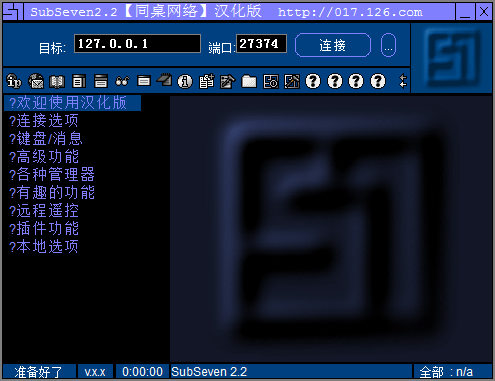 SubSeven2.2【同桌网络】汉化版 http://017.126.com _ X
目标: 127.0.0.1 端口: 27374 连接 ...
ip
?欢迎使用汉化版
?连接选项
?键盘/消息
?高级功能
?各种管理器
?有趣的功能
?远程遥控
?插件功能
?本地选项
准备好了 v.x.x 0:00:00 SubSeven 2.2 全部 : n/a